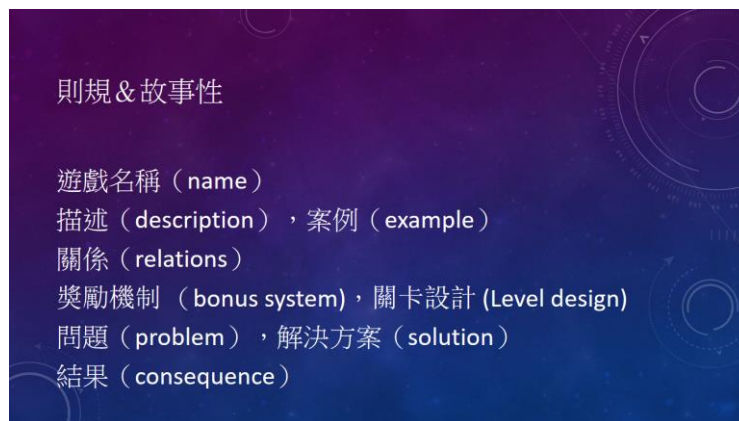 則規＆故事性
遊戲名稱（name）
描述（description），案例（example）
關係（relations）
獎勵機制 （bonus system)，關卡設計 (Level design)
問題（problem），解決方案（solution）
結果（consequence）